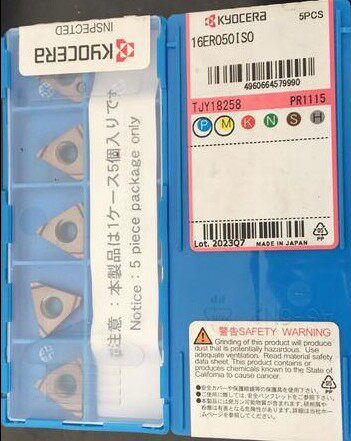 KYOCERA
INSPECTED
注意：本製品は1ケース5個入りです
Notice : 5 piece package only
KYOCERA
5PCS
16ER050ISO
4960664579990
TJY18258
PR1115
P M K N S H
Lot. 2023Q7
MADE IN JAPAN
PP
警告SAFETY WARNING
Grinding of this product will produce
dust that is potentially hazardous. Use
adequate ventilation. Read material safety
data sheet. This product contains or
produces chemicals known to the State of
California to cause cancer.
PP